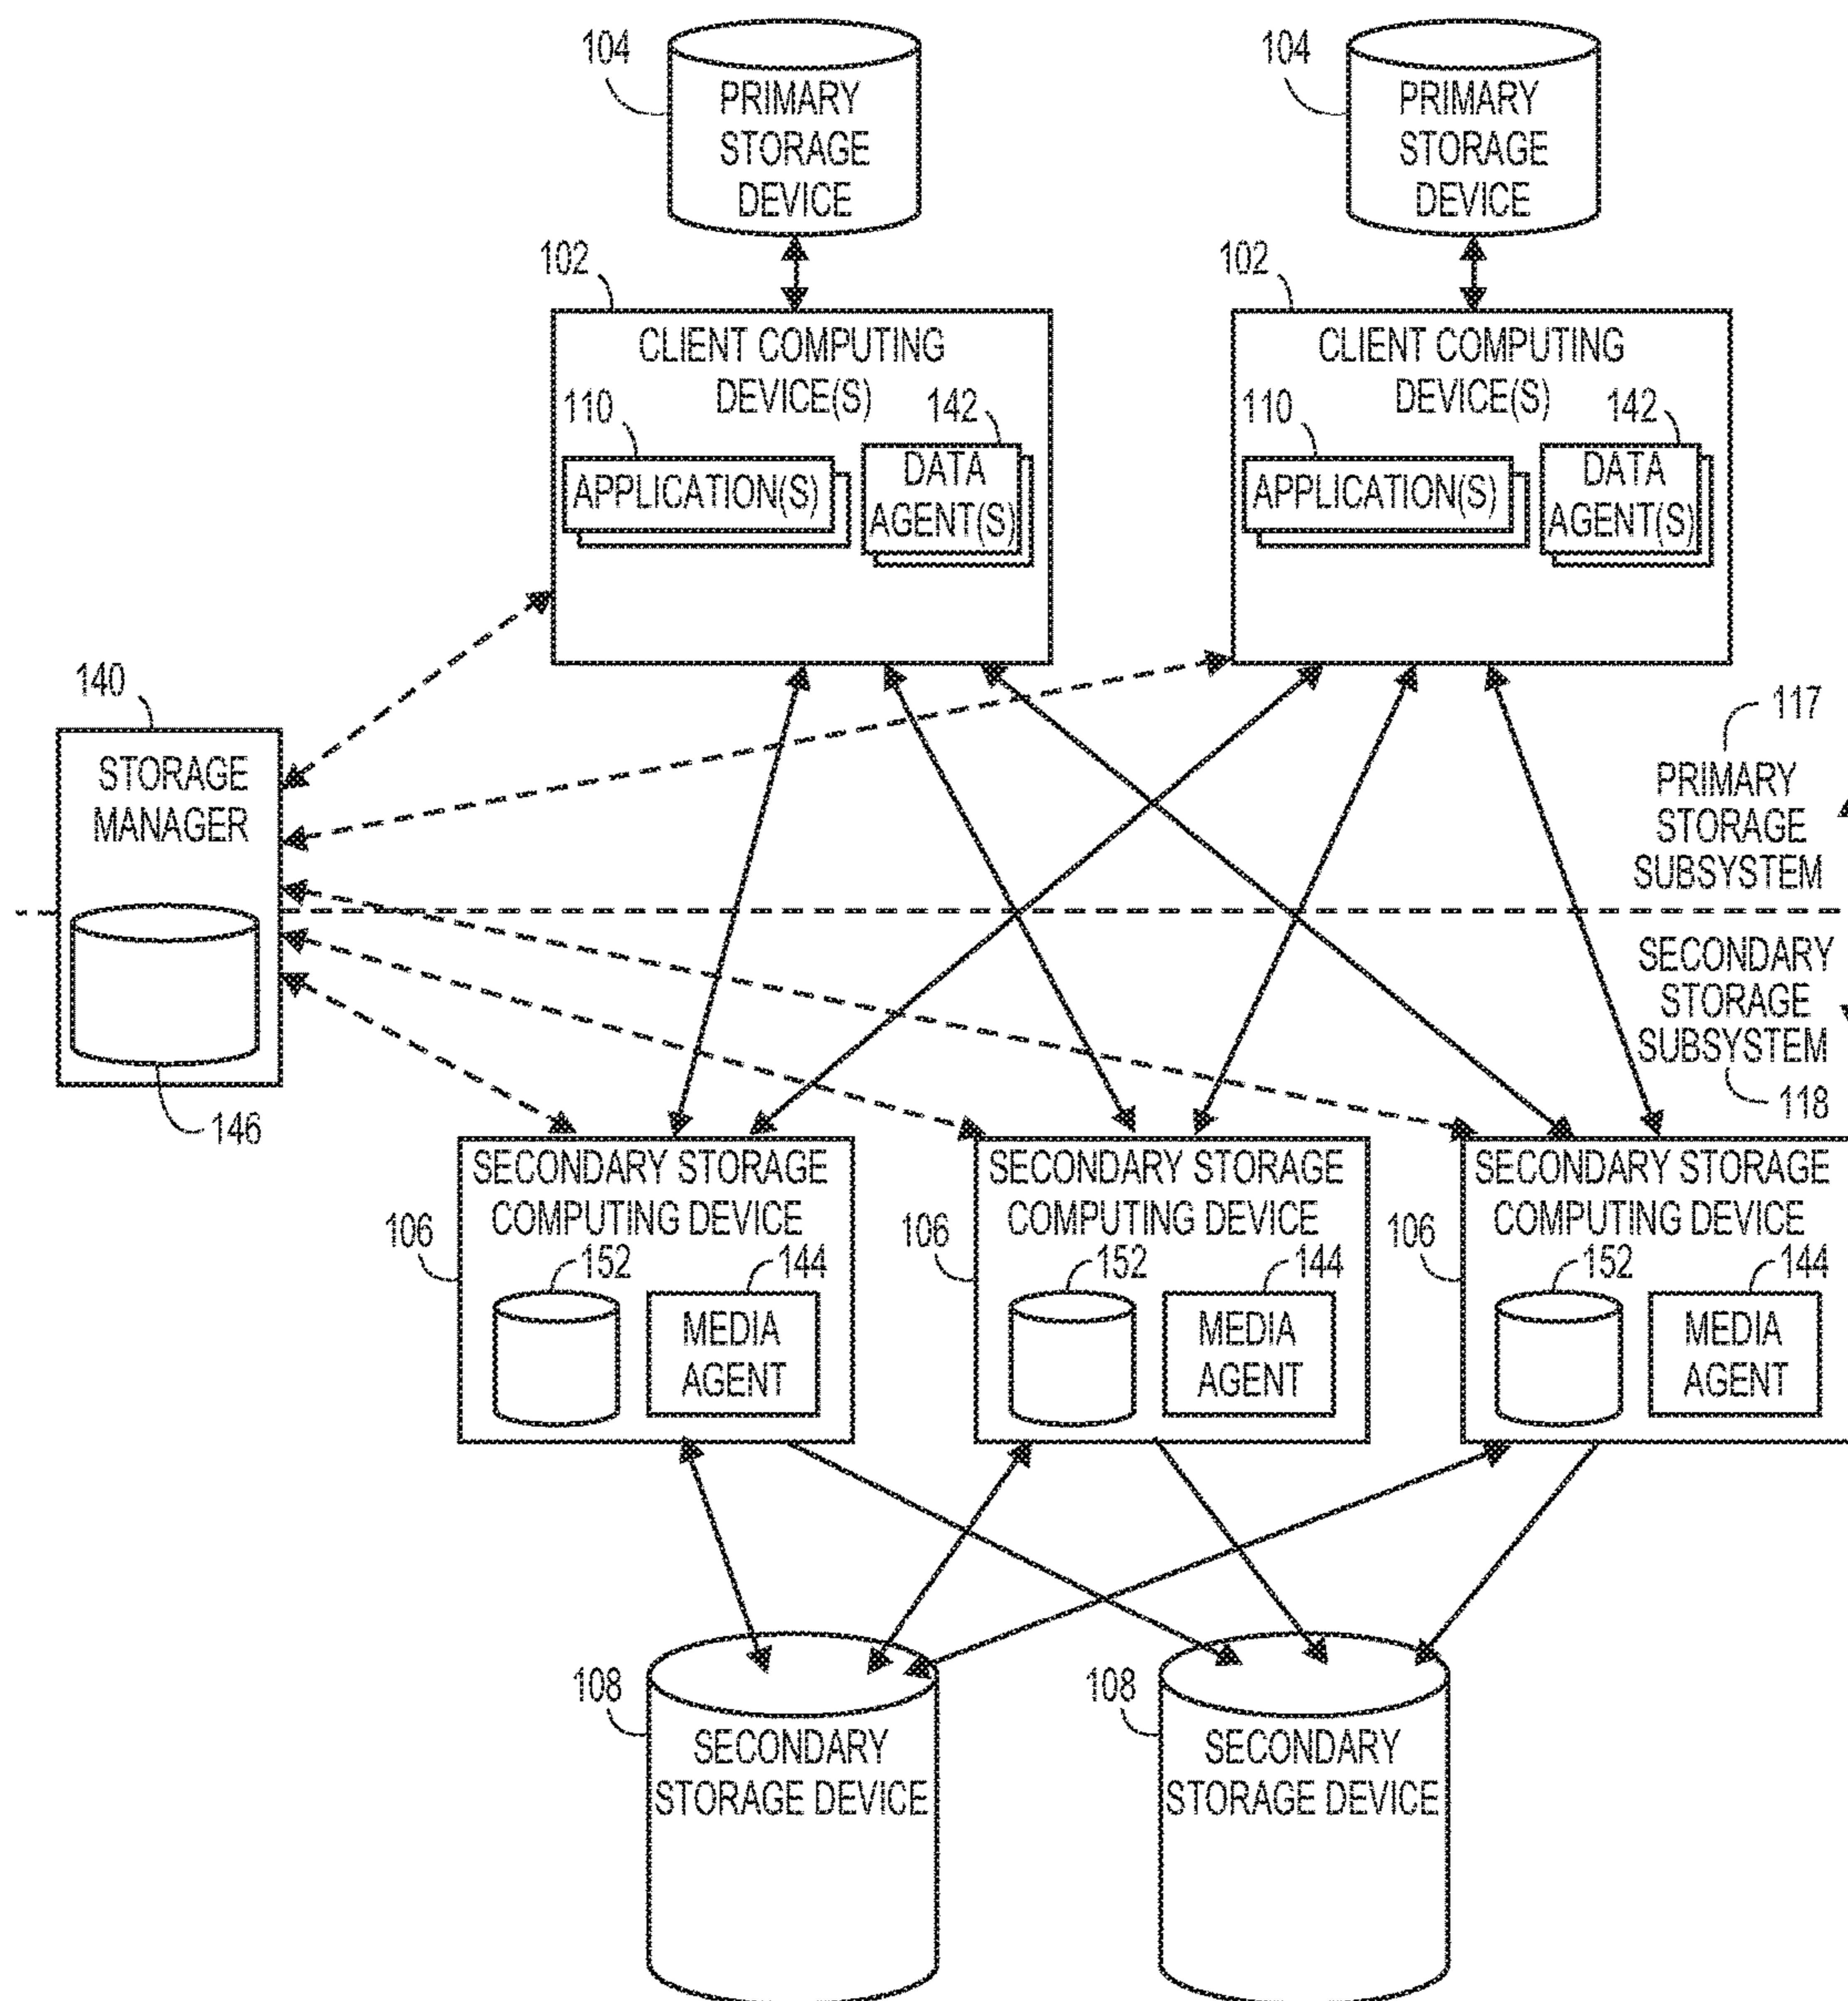 104
PRIMARY
STORAGE
DEVICE
104
PRIMARY
STORAGE
DEVICE
102
CLIENT COMPUTING
DEVICE(S)
110
142
APPLICATION(S)
DATA
AGENT(S)
102
CLIENT COMPUTING
DEVICE(S)
110
142
APPLICATION(S)
DATA
AGENT(S)
140
STORAGE
MANAGER
146
117
PRIMARY
STORAGE
SUBSYSTEM
SECONDARY
STORAGE
SUBSYSTEM
118
106
SECONDARY STORAGE
COMPUTING DEVICE
152
144
MEDIA
AGENT
106
SECONDARY STORAGE
COMPUTING DEVICE
152
144
MEDIA
AGENT
106
SECONDARY STORAGE
COMPUTING DEVICE
152
144
MEDIA
AGENT
108
SECONDARY
STORAGE DEVICE
108
SECONDARY
STORAGE DEVICE